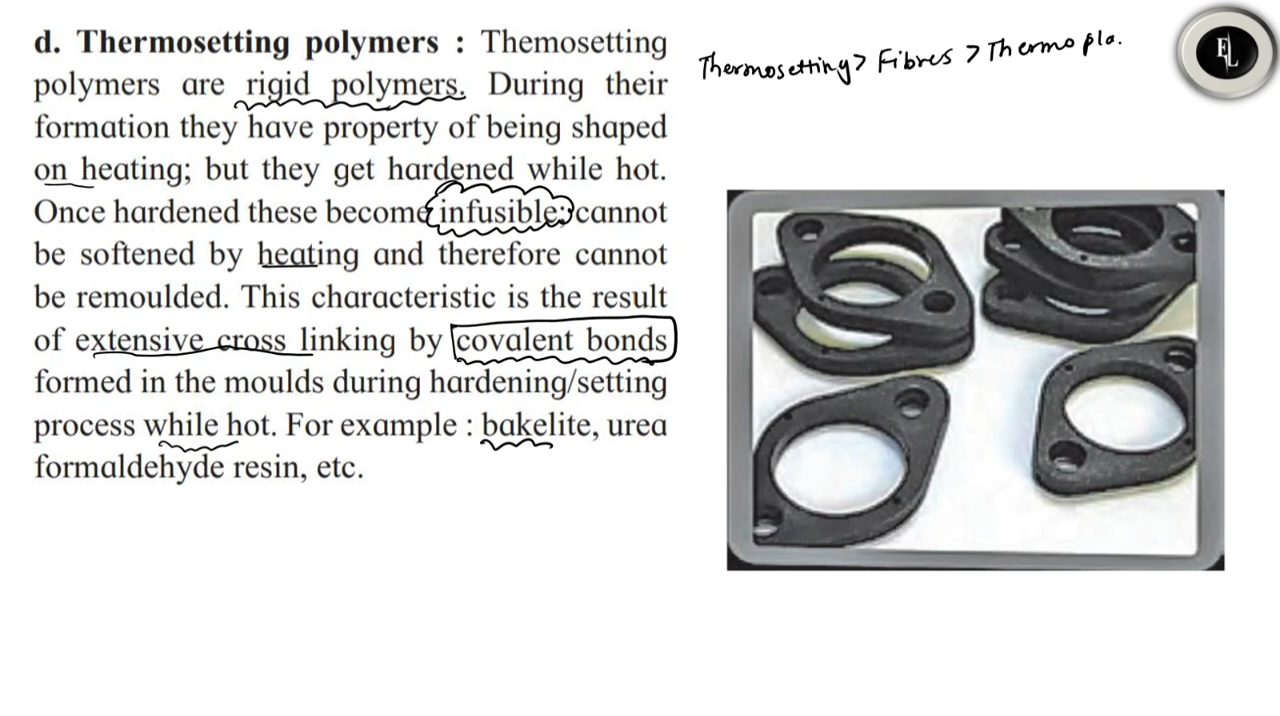 d. Thermosetting polymers : Themosetting
polymers are rigid polymers. During their
formation they have property of being shaped
on heating; but they get hardened while hot.
Once hardened these become infusible; cannot
be softened by heating and therefore cannot
be remoulded. This characteristic is the result
of extensive cross linking by covalent bonds
formed in the moulds during hardening/setting
process while hot. For example : bakelite, urea
formaldehyde resin, etc.
Thermosetting > Fibres > Thermopla.
EL